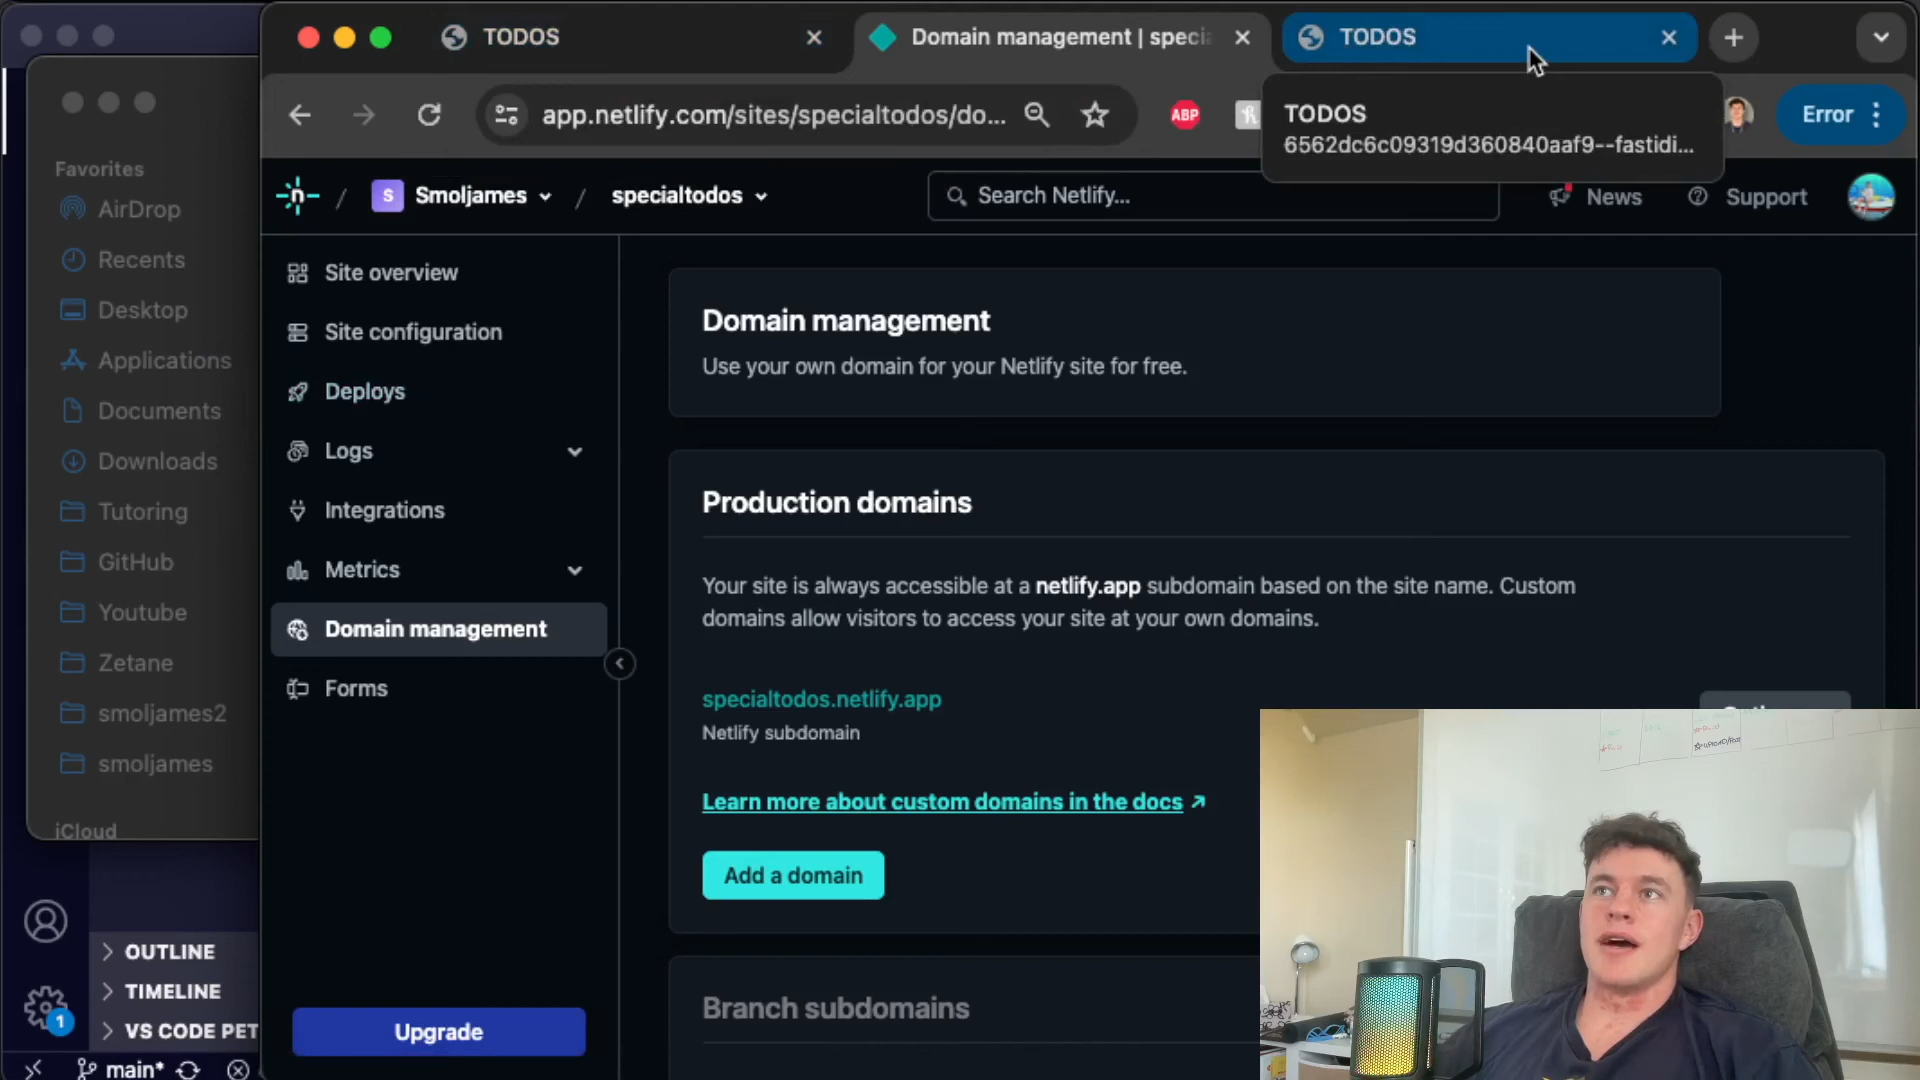 TODOS
Domain management | speci
TODOS
app.netlify.com/sites/specialtodos/do...
ABP
Error
TODOS
6562dc6c09319d360840aaf9--fastidi...
Favorites
AirDrop
Recents
Desktop
Applications
Documents
Downloads
Tutoring
GitHub
Youtube
Zetane
smoljames2
smoljames
iCloud
/
S
Smoljames
/
specialtodos
Search Netlify...
News
Support
Site overview
Site configuration
Deploys
Logs
Integrations
Metrics
Domain management
Forms
Upgrade
Domain management
Use your own domain for your Netlify site for free.
Production domains
Your site is always accessible at a netlify.app subdomain based on the site name. Custom
domains allow visitors to access your site at your own domains.
specialtodos.netlify.app
Netlify subdomain
Learn more about custom domains in the docs
Add a domain
Branch subdomains
OUTLINE
TIMELINE
VS CODE PET
1
main*